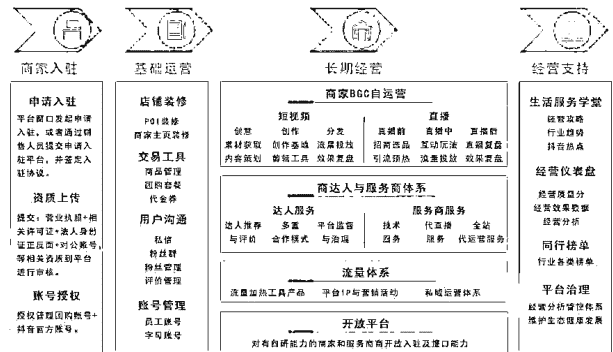 商家入驻
申请入驻
平台窗口发起申请
入驻，或者通过销
售人员提交申请入
驻平台，并签定入
驻协议。
资质上传
提交：营业执照+相
关许可证+法人身份
证正反面+对公账号，
等相关资质到平台
进行审核。
账号授权
授权管理团购账号+
抖音官方账号。
基础运营
店铺装修
POI装修
商家主页装修
交易工具
商品管理
团购套餐
代金券
用户沟通
私信
粉丝群
粉丝管理
评价管理
账号管理
员工账号
子母账号
长期经营
商家BGC自运营
短视频 直播
创意 创作 分发 直播前 直播中 直播后
素材获取 创作基础 流量投放 招商选品 互动玩法 直播复盘
内容策划 剪辑工具 效果复盘 引流预热 流量投放 效果复盘
商达人与服务商体系
达人服务 服务商服务
达人推荐 多重 平台监督 技术 代直播 全站
与评价 合作模式 与治理 服务 服务 代运营服务
流量体系
流量加热工具产品 平台IP与营销活动 私域运营体系
开放平台
对有自研能力的商家和服务商开放入驻及接口能力
经营支持
生活服务学堂
经营攻略
行业趋势
抖音热点
经营仪表盘
经营质量分
经营效果数据
经营分析
同行榜单
行业各类榜单
平台治理
经营分析管控体系
维护生态健康发展